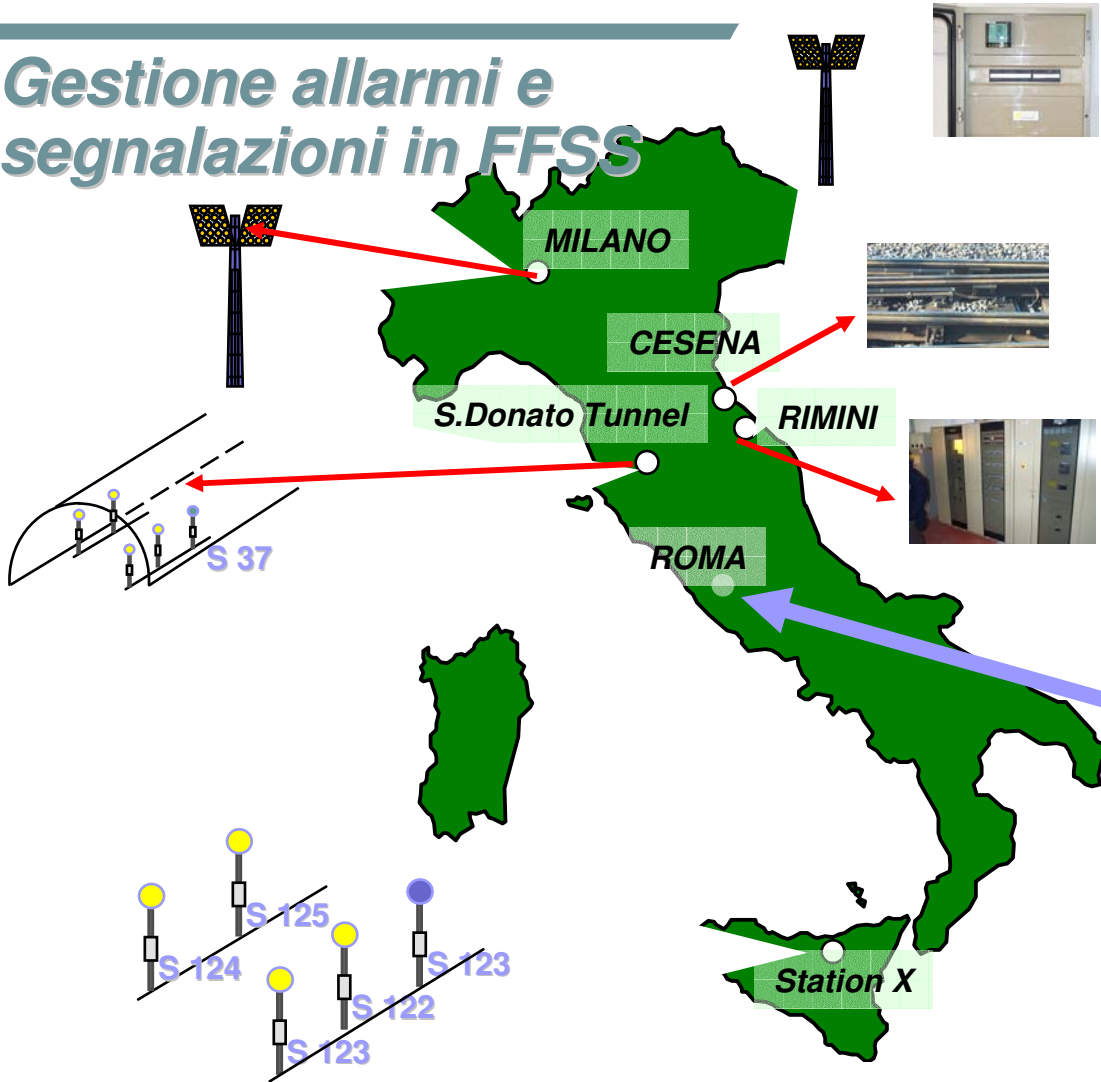 Gestione allarmi e
segnalazioni in FFSS
MILANO
CESENA
S.Donato Tunnel
RIMINI
S 37
ROMA
S 125
S 124
S 123
S 122
S 123
Station X